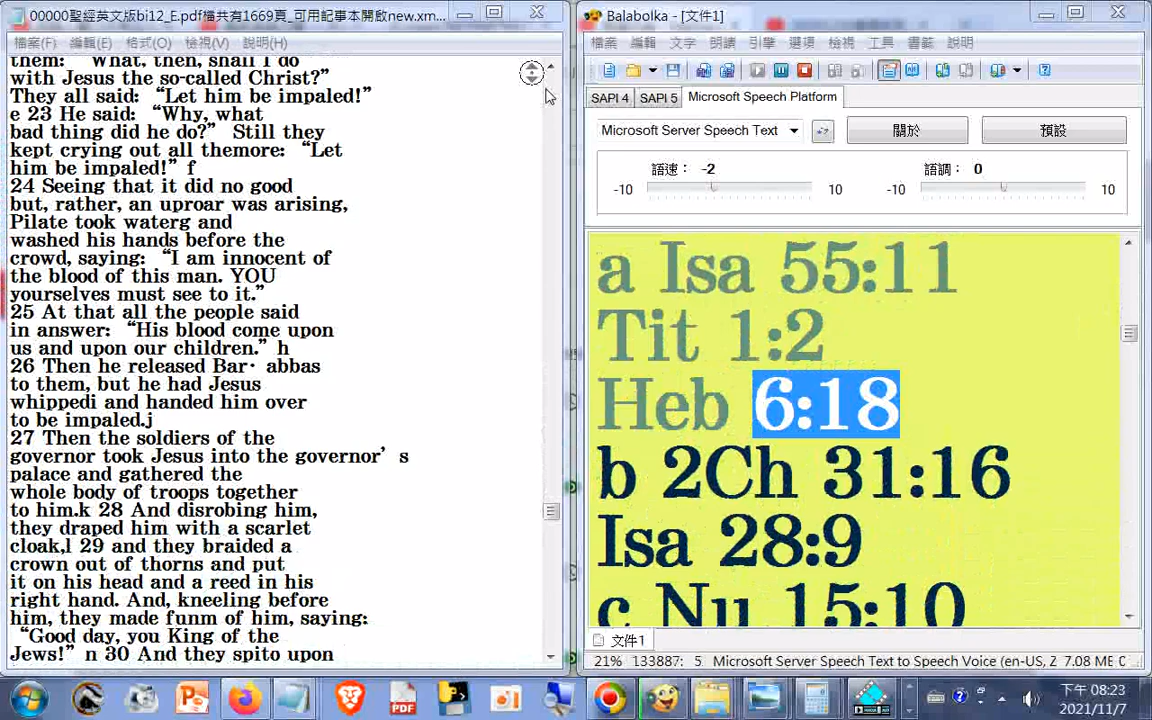 00000聖經英文版bi12_E.pdf檔共有1669頁_可用記事本開啟new.xm...
檔案(F) 編輯(E) 格式(O) 檢視(V) 說明(H)
them: “What, then, shall I do
with Jesus the so-called Christ?”
They all said: “Let him be impaled!”
e 23 He said: “Why, what
bad thing did he do?” Still they
kept crying out all themore: “Let
him be impaled!” f
24 Seeing that it did no good
but, rather, an uproar was arising,
Pilate took waterg and
washed his hands before the
crowd, saying: “I am innocent of
the blood of this man. YOU
yourselves must see to it.”
25 At that all the people said
in answer: “His blood come upon
us and upon our children.” h
26 Then he released Bar· abbas
to them, but he had Jesus
whippedi and handed him over
to be impaled.j
27 Then the soldiers of the
governor took Jesus into the governor’s
palace and gathered the
whole body of troops together
to him.k 28 And disrobing him,
they draped him with a scarlet
cloak,l 29 and they braided a
crown out of thorns and put
it on his head and a reed in his
right hand. And, kneeling before
him, they made funm of him, saying:
“Good day, you King of the
Jews!” n 30 And they spito upon
Balabolka - [文件1]
檔案 編輯 文字 朗讀 引擎 選項 檢視 工具 書籤 說明
SAPI 4 SAPI 5 Microsoft Speech Platform
Microsoft Server Speech Text 關於 預設
語速： -2 語調： 0
-10 10 -10 10
a Isa 55:11
Tit 1:2
Heb 6:18
b 2Ch 31:16
Isa 28:9
c Nu 15:10
文件1
21% 133887: 5 Microsoft Server Speech Text to Speech Voice (en-US, Z 7.08 ME
下午 08:23
2021/11/7